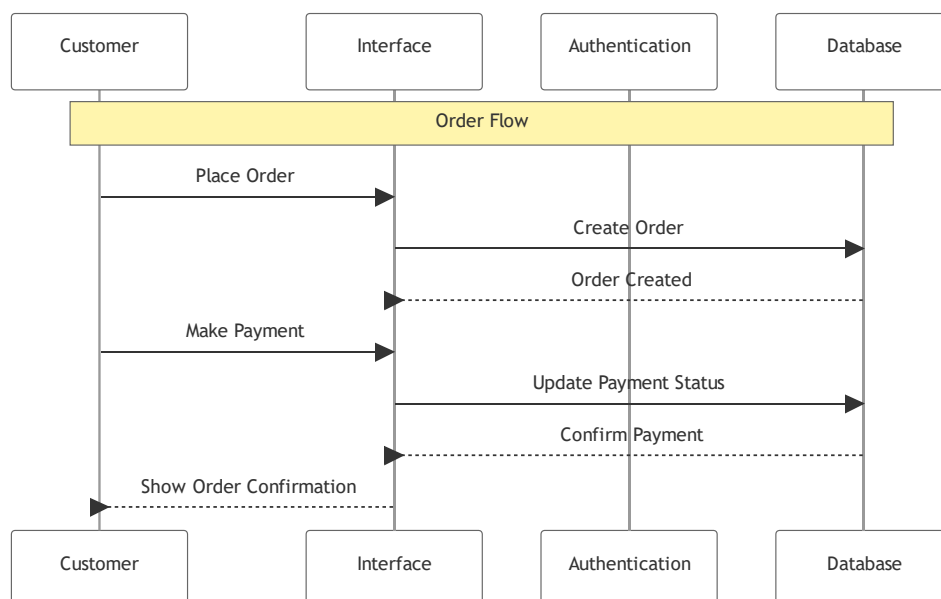 Customer Interface Authentication Database
Order Flow
Place Order
Create Order
Order Created
Make Payment
Update Payment Status
Confirm Payment
Show Order Confirmation
Customer Interface Authentication Database